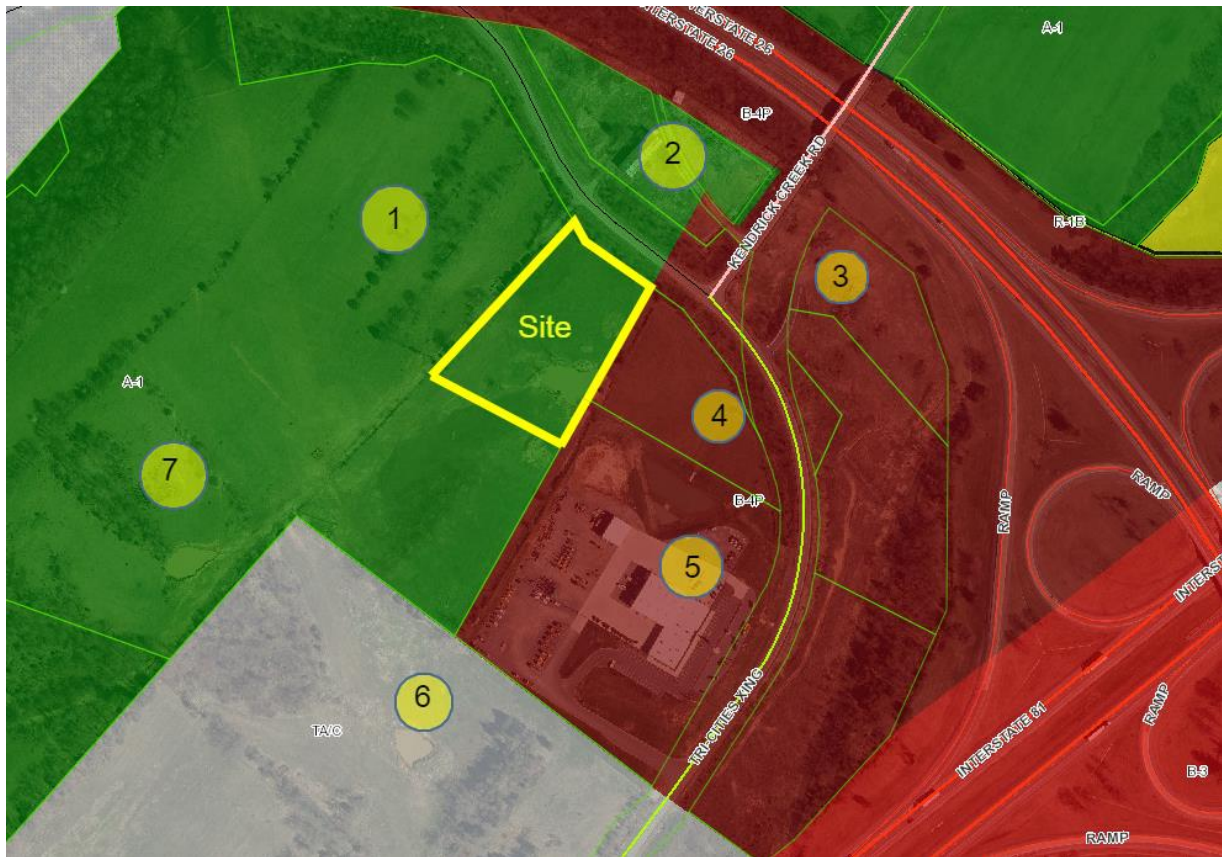 INTERSTATE 26
INTERSTATE 26
A-1
B-4P
2
KENDRICK CREEK RD
1
R-1B
3
Site
A-1
4
7
RAMP
RAMP
B-4P
5
INTERSTATE
6
TA/C
TRI-CITIES XING
INTERSTATE 81
RAMP
B-3
RAMP